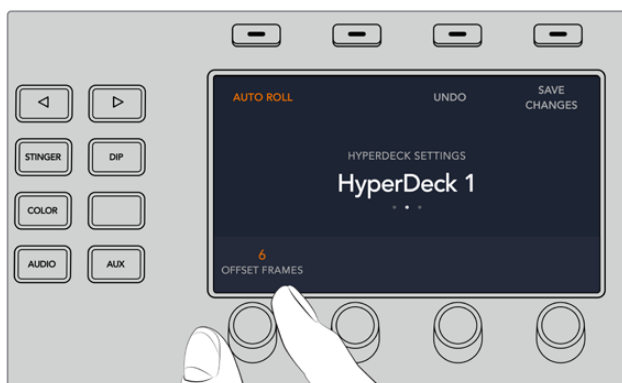 AUTO ROLL
UNDO
SAVE
CHANGES
HYPERDECK SETTINGS
HyperDeck 1
6
OFFSET FRAMES
STINGER
DIP
COLOR
AUDIO
AUX